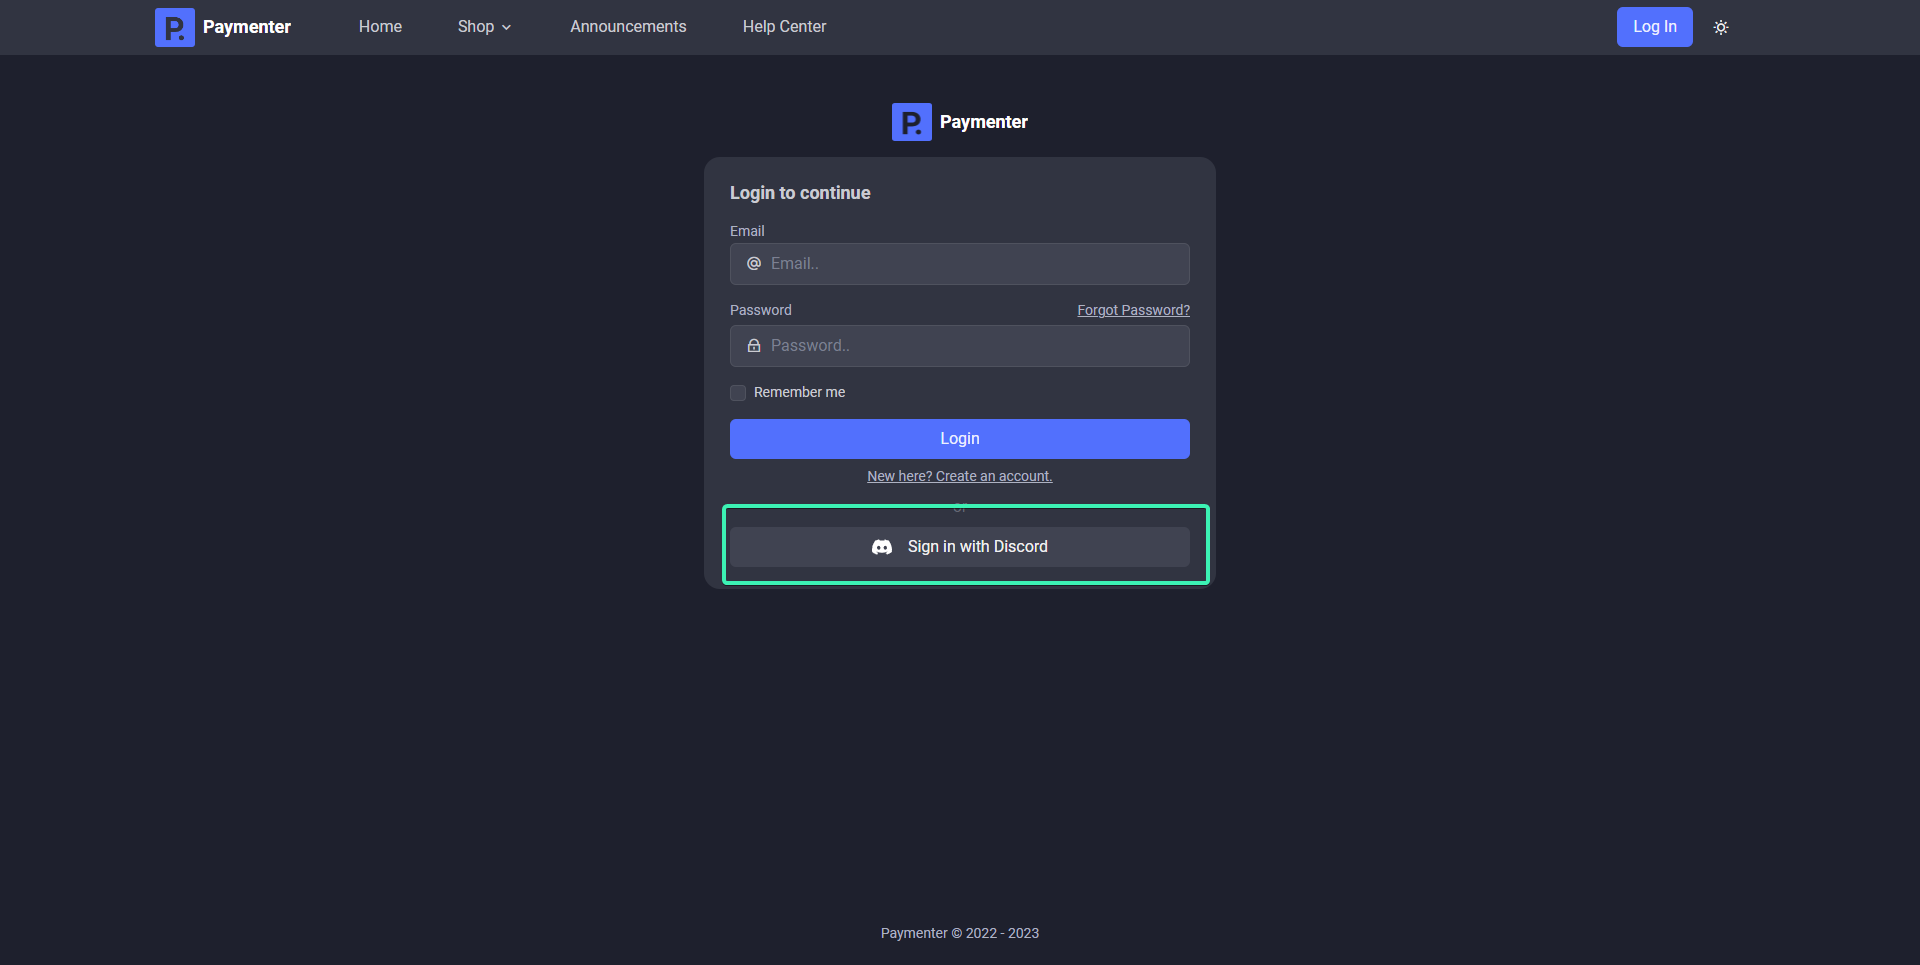 P. Paymenter Home Shop Announcements Help Center Log In
P. Paymenter
Login to continue
Email
Email..
Password Forgot Password?
Password..
Remember me
Login
New here? Create an account.
Sign in with Discord
Paymenter © 2022 - 2023